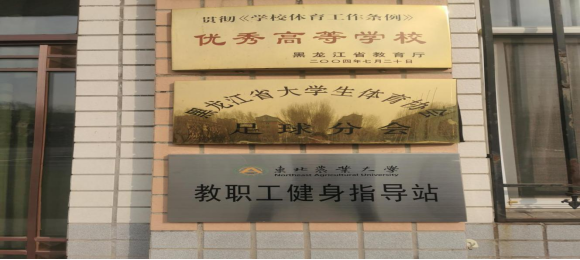 贯彻《学校体育工作条例》
优秀高等学校
黑龙江省教育厅
二〇〇四年七月二十日
黑龙江省大学生体育协会
足球分会
东北农业大学
Northeast Agricultural University
教职工健身指导站